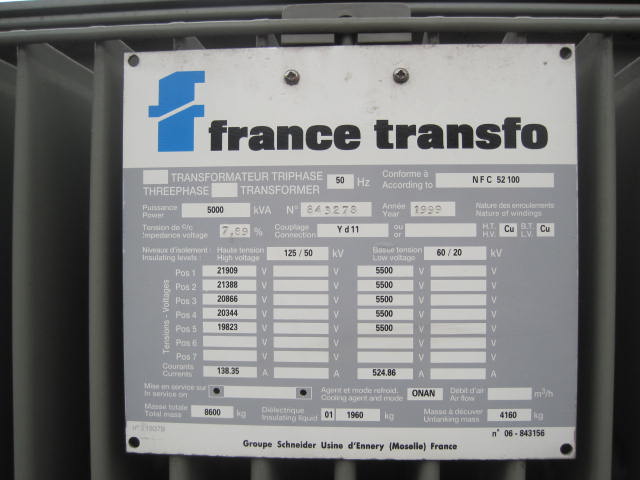 france transfo
TRANSFORMATEUR TRIPHASE 50 Hz Conforme à NFC 52 100
THREEPHASE TRANSFORMER According to
Puissance 5000 kVA N° 843278 Année 1999 Nature des enroulements
Power Year Nature of windings
Tension de c/c 7,69 % Couplage Y d 11 ou H.T. Cu B.T. Cu
Impedance voltage Connection or H.V. L.V.
Niveaux d'isolement : Haute tension 125 / 50 kV Basse tension 60 / 20 kV
Insulating levels : High voltage Low voltage
Tensions - Voltages
Pos 1 21909 V V 5500 V V
Pos 2 21388 V V 5500 V V
Pos 3 20866 V V 5500 V V
Pos 4 20344 V V 5500 V V
Pos 5 19823 V V 5500 V V
Pos 6 V V V V
Pos 7 V V V V
Courants 138.35 A A 524.86 A A
Currents
Mise en service sur Agent et mode refroid. ONAN Débit d'air m³/h
In service on Cooling agent and mode Air flow
Masse totale 8600 kg Diélectrique 01 1960 kg Masse à décuver 4160 kg
Total mass Insulating liquid Untanking mass
n° 06 - 843156
Groupe Schneider Usine d'Ennery (Moselle) France